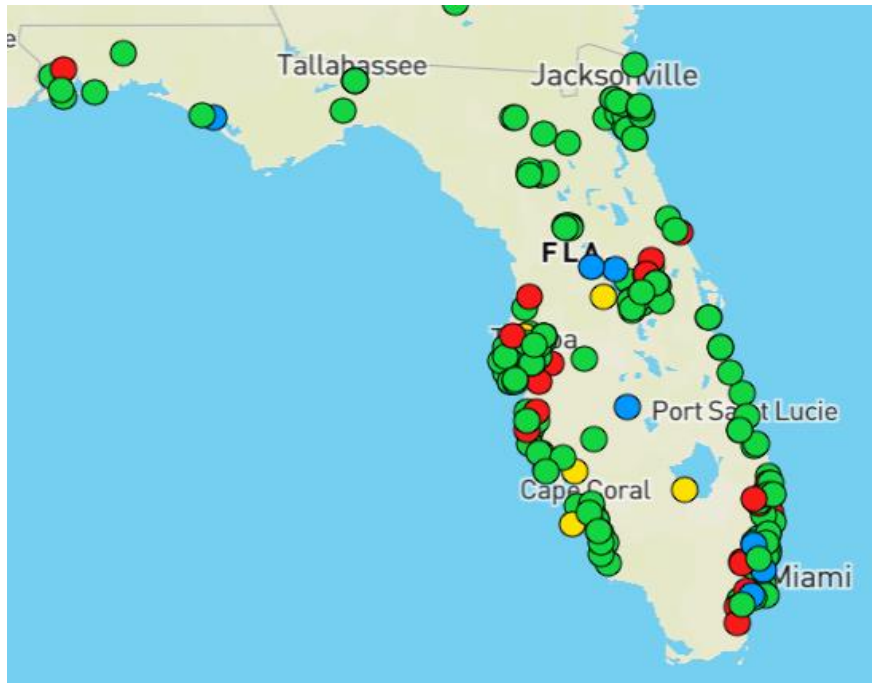 e
Tallahassee
Jacksonville
FLA
Port Saint Lucie
Cape Coral
Miami